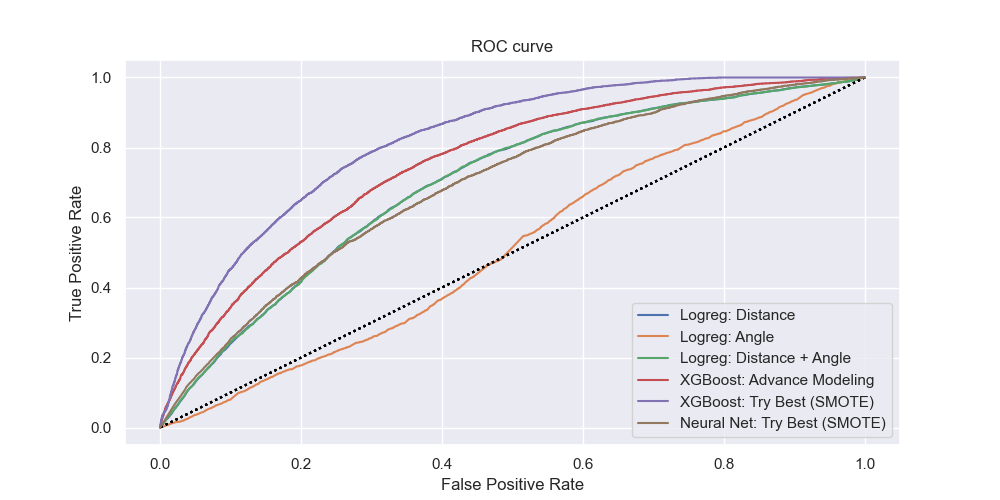 ROC curve
True Positive Rate
1.0
0.8
0.6
0.4
0.2
0.0
Logreg: Distance
Logreg: Angle
Logreg: Distance + Angle
XGBoost: Advance Modeling
XGBoost: Try Best (SMOTE)
Neural Net: Try Best (SMOTE)
0.0 0.2 0.4 0.6 0.8 1.0
False Positive Rate